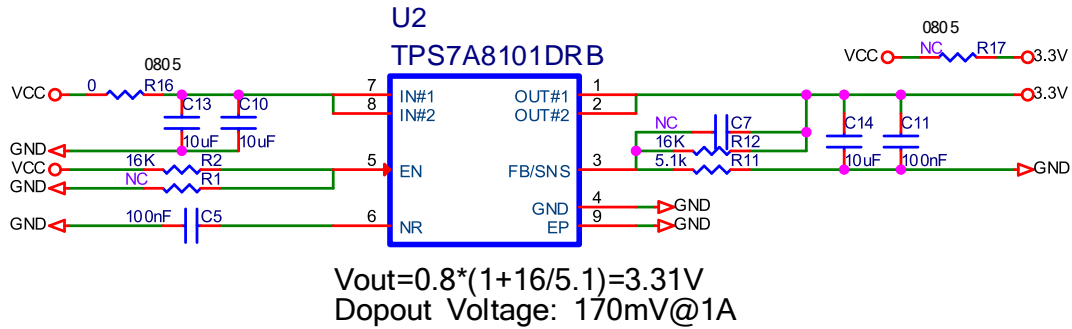 U2
TPS7A8101DRB
0805
0805
VCC 0 R16 7 IN#1 OUT#1 1
VCC NC R17 3.3V
8 IN#2 OUT#2 2
3.3V
C13 C10
10uF 10uF
GND
NC C7
16K R12
C14 C11
10uF 100nF
VCC 16K R2 5 EN FB/SNS 3 5.1k R11 GND
GND NC R1
GND 4 GND
GND 100nF C5 6 NR EP 9 GND
Vout=0.8*(1+16/5.1)=3.31V
Dopout Voltage: 170mV@1A